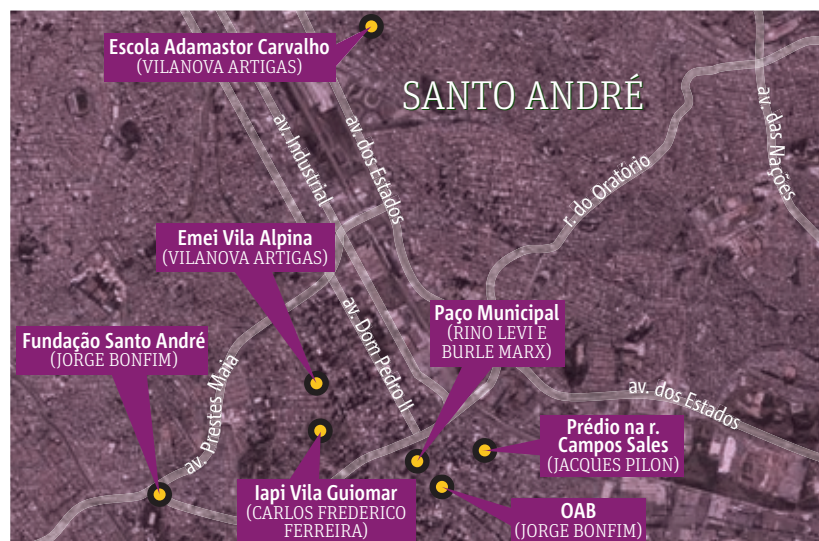 Escola Adamastor Carvalho
(VILANOVA ARTIGAS)
SANTO ANDRÉ
av. Industrial
av. dos Estados
r. do Oratório
av. das Nações
Emei Vila Alpina
(VILANOVA ARTIGAS)
av. Dom Pedro II
Paço Municipal
(RINO LEVI E
BURLE MARX)
Fundação Santo André
(JORGE BONFIM)
av. Prestes Maia
av. dos Estados
Prédio na r.
Campos Sales
(JACQUES PILON)
Iapi Vila Guiomar
(CARLOS FREDERICO
FERREIRA)
OAB
(JORGE BONFIM)